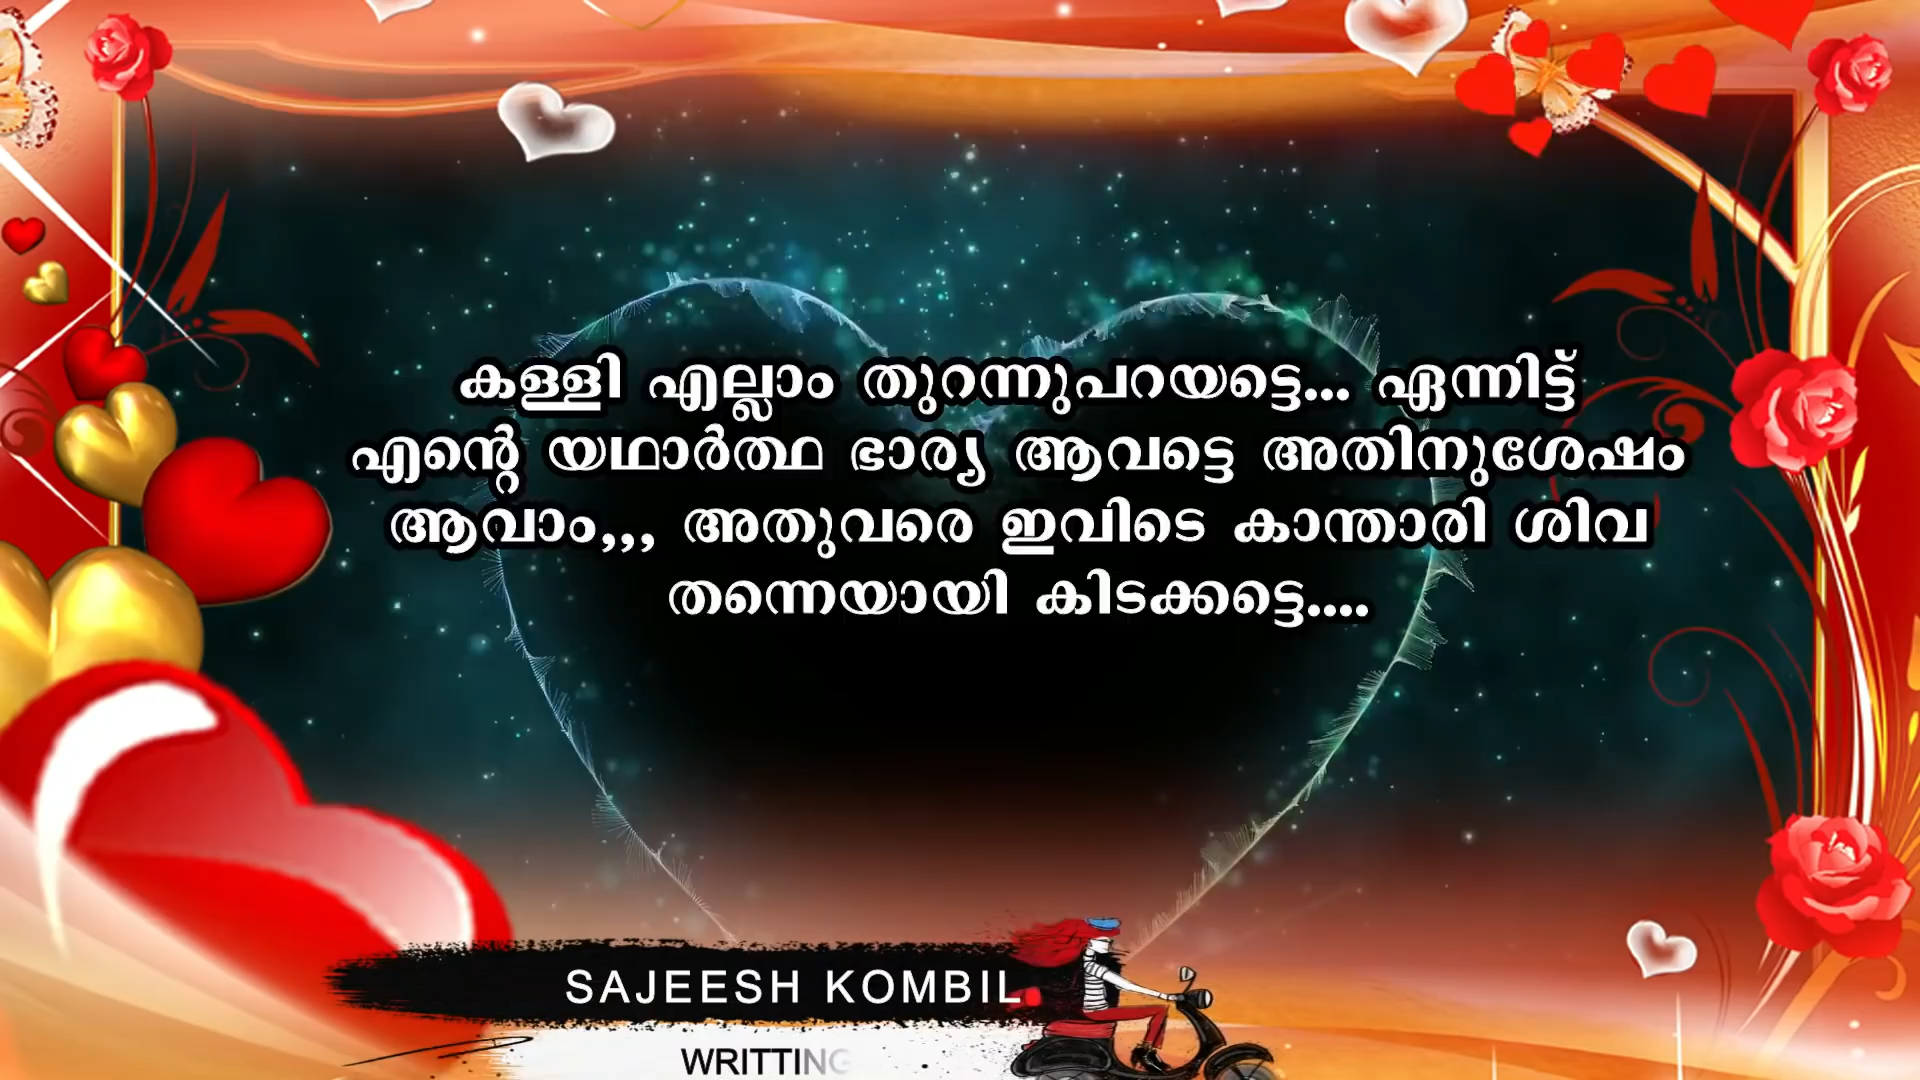 കള്ളി എല്ലാം തുറന്നുപറയട്ടെ... ഏന്നിട്ട്
എന്റെ യഥാർത്ഥ ഭാര്യ ആവട്ടെ അതിനുശേഷം
ആവാം,,, അതുവരെ ഇവിടെ കാന്താരി ശിവ
തന്നെയായി കിടക്കട്ടെ....
SAJEESH KOMBIL
WRITTING